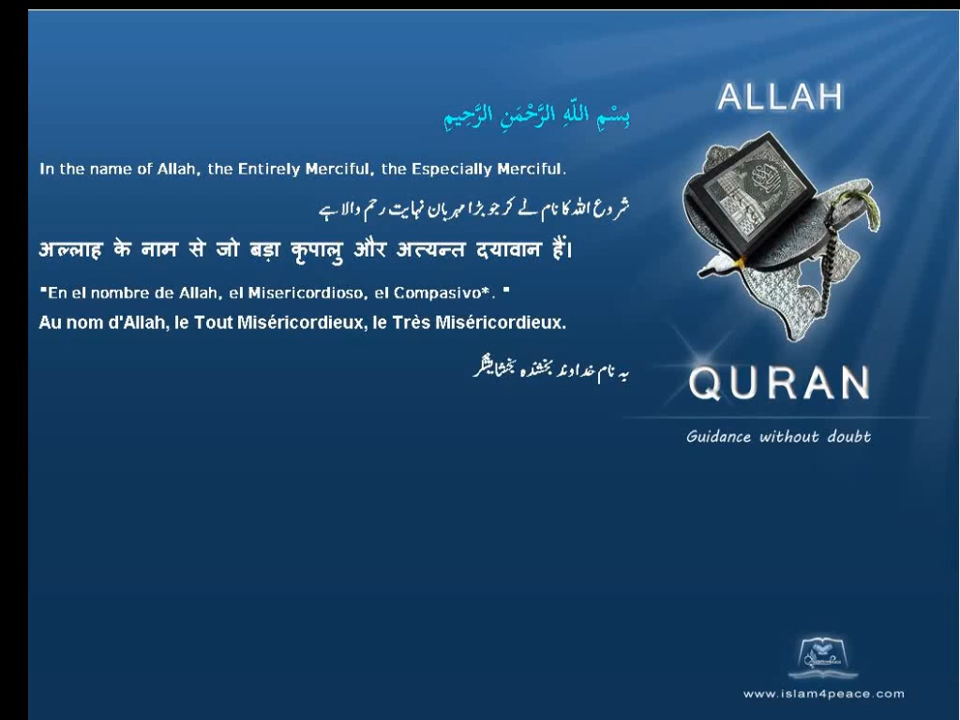 بِسْمِ اللَّهِ الرَّحْمَنِ الرَّحِيمِ
In the name of Allah, the Entirely Merciful, the Especially Merciful.
شروع اللہ کا نام لے کر جو بڑا مہربان نہایت رحم والا ہے
अल्लाह के नाम से जो बड़ा कृपालु और अत्यन्त दयावान हैं।
"En el nombre de Allah, el Misericordioso, el Compasivo*. "
Au nom d'Allah, le Tout Miséricordieux, le Très Miséricordieux.
به نام خداوند بخشنده بخشایشگر
ALLAH
QURAN
Guidance without doubt
www.islam4peace.com